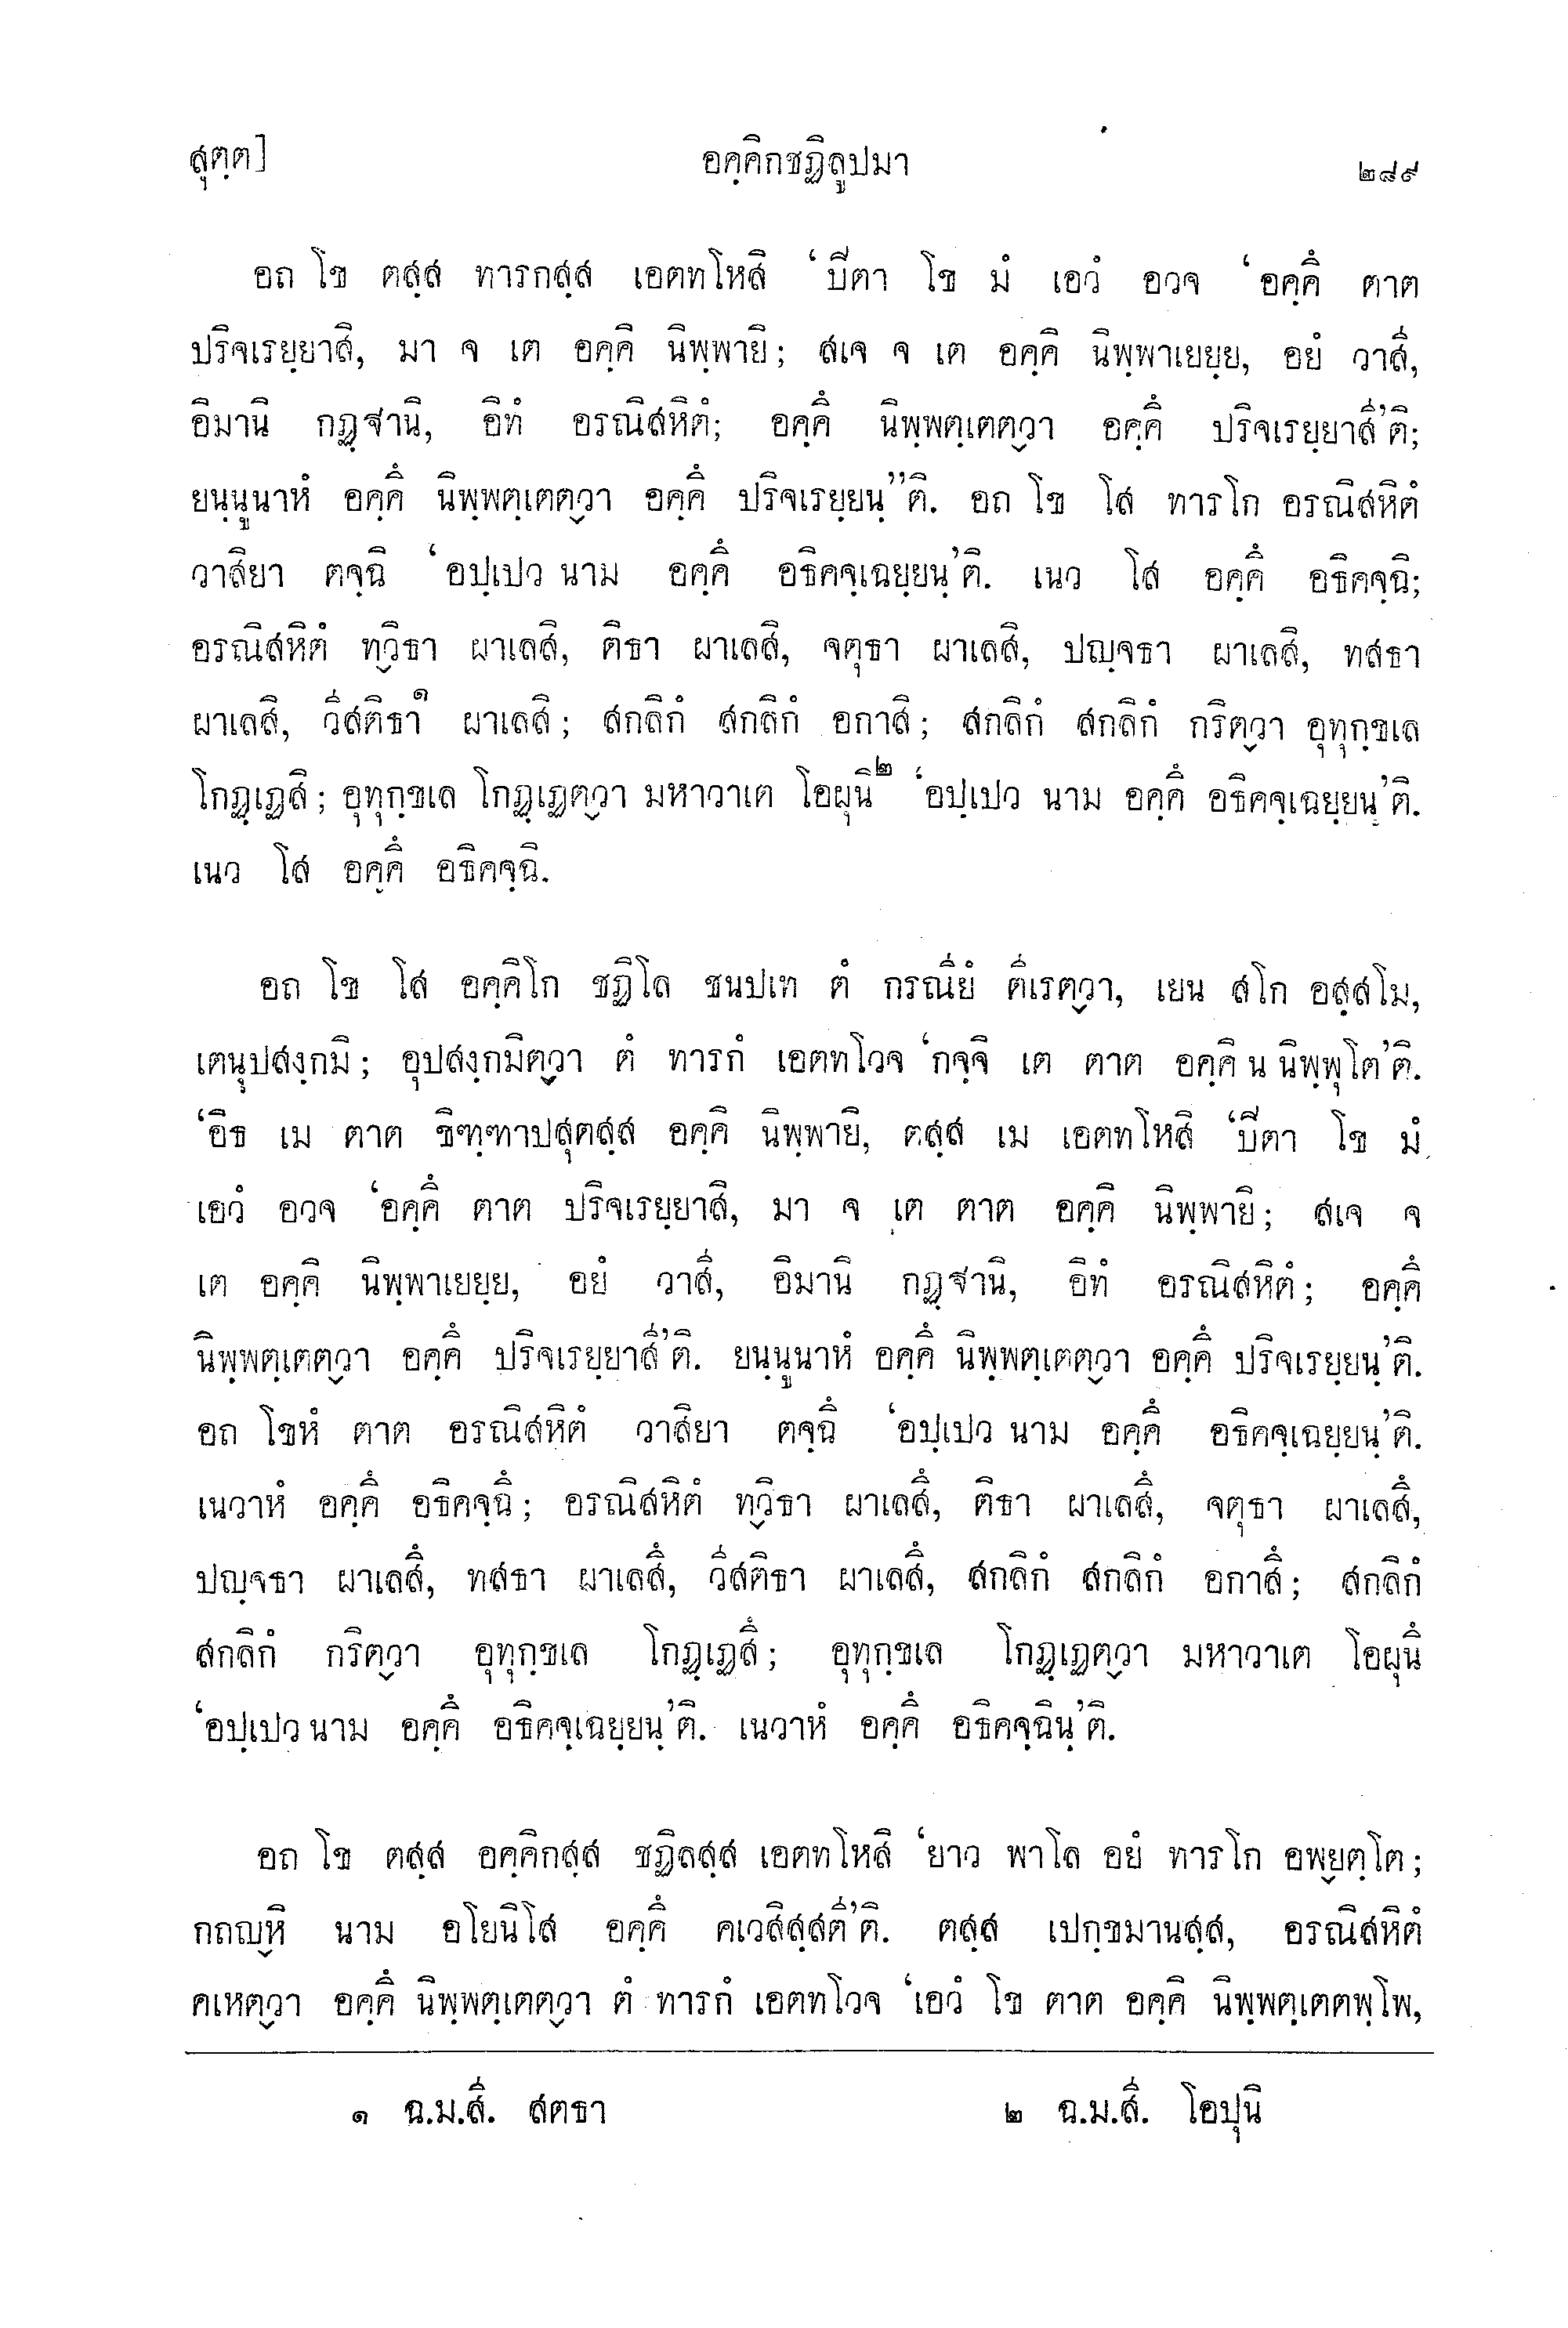 สุตฺต] อคฺคิกชฏิลูปมา ๒๘๙
อถ โข ตสฺส ทารกสฺส เอตทโหสิ ‘ปีตา โข มํ เอวํ อวจ ‘อคฺคึ ตาต
ปริจเรยฺยาสิ, มา จ เต อคฺคิ นิพฺพายิ; สเจ จ เต อคฺคิ นิพฺพาเยยฺย, อยํ วาสี,
อิมานิ กฏฺฐานิ, อิทํ อรณิสหิตํ; อคฺคึ นิพฺพตฺเตตฺวา อคฺคึ ปริจเรยฺยาสี’ติ;
ยนฺนูนาหํ อคฺคึ นิพฺพตฺเตตฺวา อคฺคึ ปริจเรยฺยนฺ’’ติ. อถ โข โส ทารโก อรณิสหิตํ
วาสิยา ตจฺฉิ ‘อปฺเปว นาม อคฺคึ อธิคจฺเฉยฺยนฺ’ติ. เนว โส อคฺคึ อธิคจฺฉิ;
อรณิสหิตํ ทฺวิธา ผาเลสิ, ติธา ผาเลสิ, จตุธา ผาเลสิ, ปญฺจธา ผาเลสิ, ทสธา
ผาเลสิ, วีสติธา๑ ผาเลสิ; สกลิกํ สกลิกํ อกาสิ; สกลิกํ สกลิกํ กริตฺวา อุทุกฺขเล
โกฏฺเฏสิ; อุทุกฺขเล โกฏฺเฏตฺวา มหาวาเต โอผุนิ๒ ‘อปฺเปว นาม อคฺคึ อธิคจฺเฉยฺยนฺ’ติ.
เนว โส อคฺคึ อธิคจฺฉิ.
อถ โข โส อคฺคิโก ชฏิโล ชนปเท ตํ กรณียํ ตีเรตฺวา, เยน สโก อสฺสโม,
เตนุปสงฺกมิ; อุปสงฺกมิตฺวา ตํ ทารกํ เอตทโวจ ‘กจฺจิ เต ตาต อคฺคิ น นิพฺพุโต’ติ.
‘อิธ เม ตาต ขิฑฺฑาปสุตสฺส อคฺคิ นิพฺพายิ, ตสฺส เม เอตทโหสิ ‘ปีตา โข มํ
เอวํ อวจ ‘อคฺคึ ตาต ปริจเรยฺยาสิ, มา จ เต ตาต อคฺคิ นิพฺพายิ; สเจ จ
เต อคฺคิ นิพฺพาเยยฺย, อยํ วาสี, อิมานิ กฏฺฐานิ, อิทํ อรณิสหิตํ; อคฺคึ
นิพฺพตฺเตตฺวา อคฺคึ ปริจเรยฺยาสี’ติ. ยนฺนูนาหํ อคฺคึ นิพฺพตฺเตตฺวา อคฺคึ ปริจเรยฺยนฺ’ติ.
อถ โขหํ ตาต อรณิสหิตํ วาสิยา ตจฺฉึ ‘อปฺเปว นาม อคฺคึ อธิคจฺเฉยฺยนฺ’ติ.
เนวาหํ อคฺคึ อธิคจฺฉึ; อรณิสหิตํ ทฺวิธา ผาเลสึ, ติธา ผาเลสึ, จตุธา ผาเลสึ,
ปญฺจธา ผาเลสึ, ทสธา ผาเลสึ, วีสติธา ผาเลสึ, สกลิกํ สกลิกํ อกาสึ; สกลิกํ
สกลิกํ กริตฺวา อุทุกฺขเล โกฏฺเฏสึ; อุทุกฺขเล โกฏฺเฏตฺวา มหาวาเต โอผุนึ
‘อปฺเปว นาม อคฺคึ อธิคจฺเฉยฺยนฺ’ติ. เนวาหํ อคฺคึ อธิคจฺฉินฺ’ติ.
อถ โข ตสฺส อคฺคิกสฺส ชฏิลสฺส เอตทโหสิ ‘ยาว พาโล อยํ ทารโก อพฺยตฺโต;
กถญฺหิ นาม อโยนิโส อคฺคึ คเวสิสฺสตี’ติ. ตสฺส เปกฺขมานสฺส, อรณิสหิตํ
คเหตฺวา อคฺคึ นิพฺพตฺเตตฺวา ตํ ทารกํ เอตทโวจ ‘เอวํ โข ตาต อคฺคิ นิพฺพตฺเตตพฺโพ,
๑ ฉ.ม.สี. สตธา ๒ ฉ.ม.สี. โอปุนิ